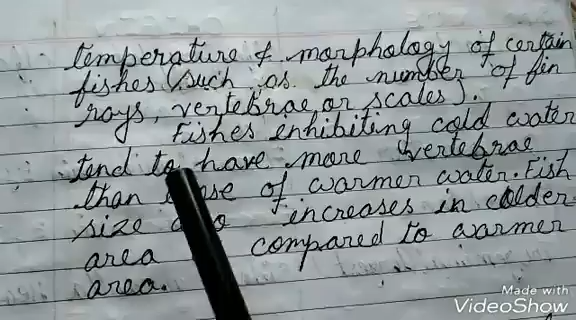 temperature & morphology of certain
fishes (such as the number of fin
rays, vertebrae or scales).
Fishes inhibiting cold water
tend to have more vertebrae
than of warmer water. Fish
size increases in colder
area compared to warmer
area.
Made with
VideoShow